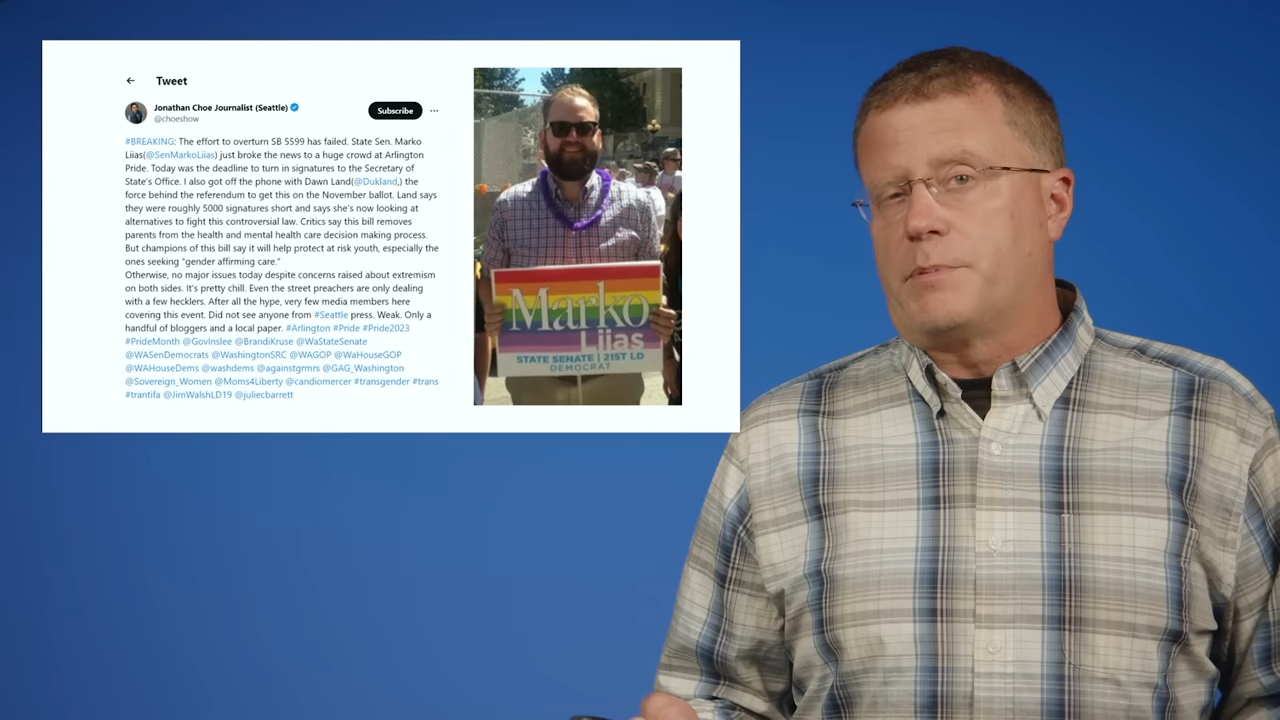 Tweet
Jonathan Choe Journalist (Seattle)
@choeshow
Subscribe
#BREAKING: The effort to overturn SB 5599 has failed. State Sen. Marko
Liias(@SenMarkoLiias) just broke the news to a huge crowd at Arlington
Pride. Today was the deadline to turn in signatures to the Secretary of
State's Office. I also got off the phone with Dawn Land(@Dukland,) the
force behind the referendum to get this on the November ballot. Land says
they were roughly 5000 signatures short and says she's now looking at
alternatives to fight this controversial law. Critics say this bill removes
parents from the health and mental health care decision making process.
But champions of this bill say it will help protect at risk youth, especially the
ones seeking "gender affirming care."
Otherwise, no major issues today despite concerns raised about extremism
on both sides. It's pretty chill. Even the street preachers are only dealing
with a few hecklers. After all the hype, very few media members here
covering this event. Did not see anyone from #Seattle press. Weak. Only a
handful of bloggers and a local paper. #Arlington #Pride #Pride2023
#PrideMonth @GovInslee @BrandiKruse @WaStateSenate
@WASenDemocrats @WashingtonSRC @WAGOP @WaHouseGOP
@WAHouseDems @washdems @againstgrmrs @GAG_Washington
@Sovereign_Women @Moms4Liberty @candiomercer #transgender #trans
#trantifa @JimWalshLD19 @juliecbarrett
Marko
Liias
STATE SENATE | 21ST LD
DEMOCRAT